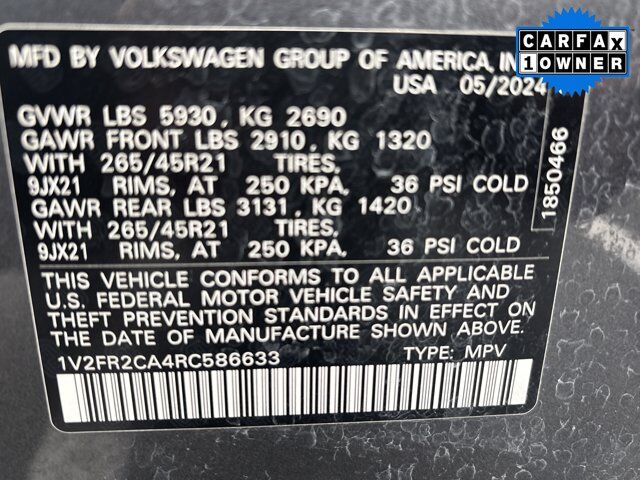 MFD BY VOLKSWAGEN GROUP OF AMERICA, IN
USA 05/2024
GVWR LBS 5930, KG 2690
GAWR FRONT LBS 2910, KG 1320
WITH 265/45R21 TIRES,
9JX21 RIMS, AT 250 KPA, 36 PSI COLD
GAWR REAR LBS 3131, KG 1420
WITH 265/45R21 TIRES,
9JX21 RIMS, AT 250 KPA, 36 PSI COLD
THIS VEHICLE CONFORMS TO ALL APPLICABLE
U.S. FEDERAL MOTOR VEHICLE SAFETY AND
THEFT PREVENTION STANDARDS IN EFFECT ON
THE DATE OF MANUFACTURE SHOWN ABOVE.
1V2FR2CA4RC586633 TYPE: MPV
1850466
CARFAX
1 OWNER